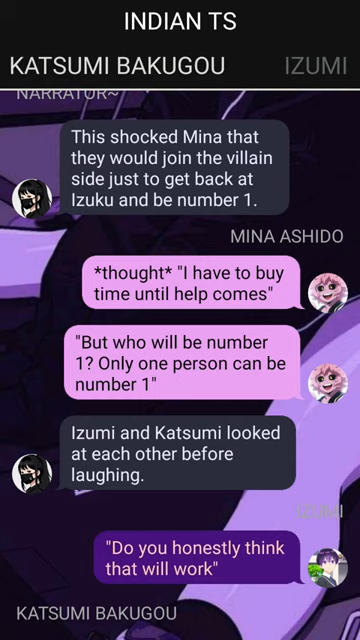 INDIAN TS
KATSUMI BAKUGOU
IZUMI
NARRATOR~
This shocked Mina that
they would join the villain
side just to get back at
Izuku and be number 1.
MINA ASHIDO
*thought* "I have to buy
time until help comes"
"But who will be number
1? Only one person can be
number 1"
Izumi and Katsumi looked
at each other before
laughing.
IZUMI
"Do you honestly think
that will work"
KATSUMI BAKUGOU